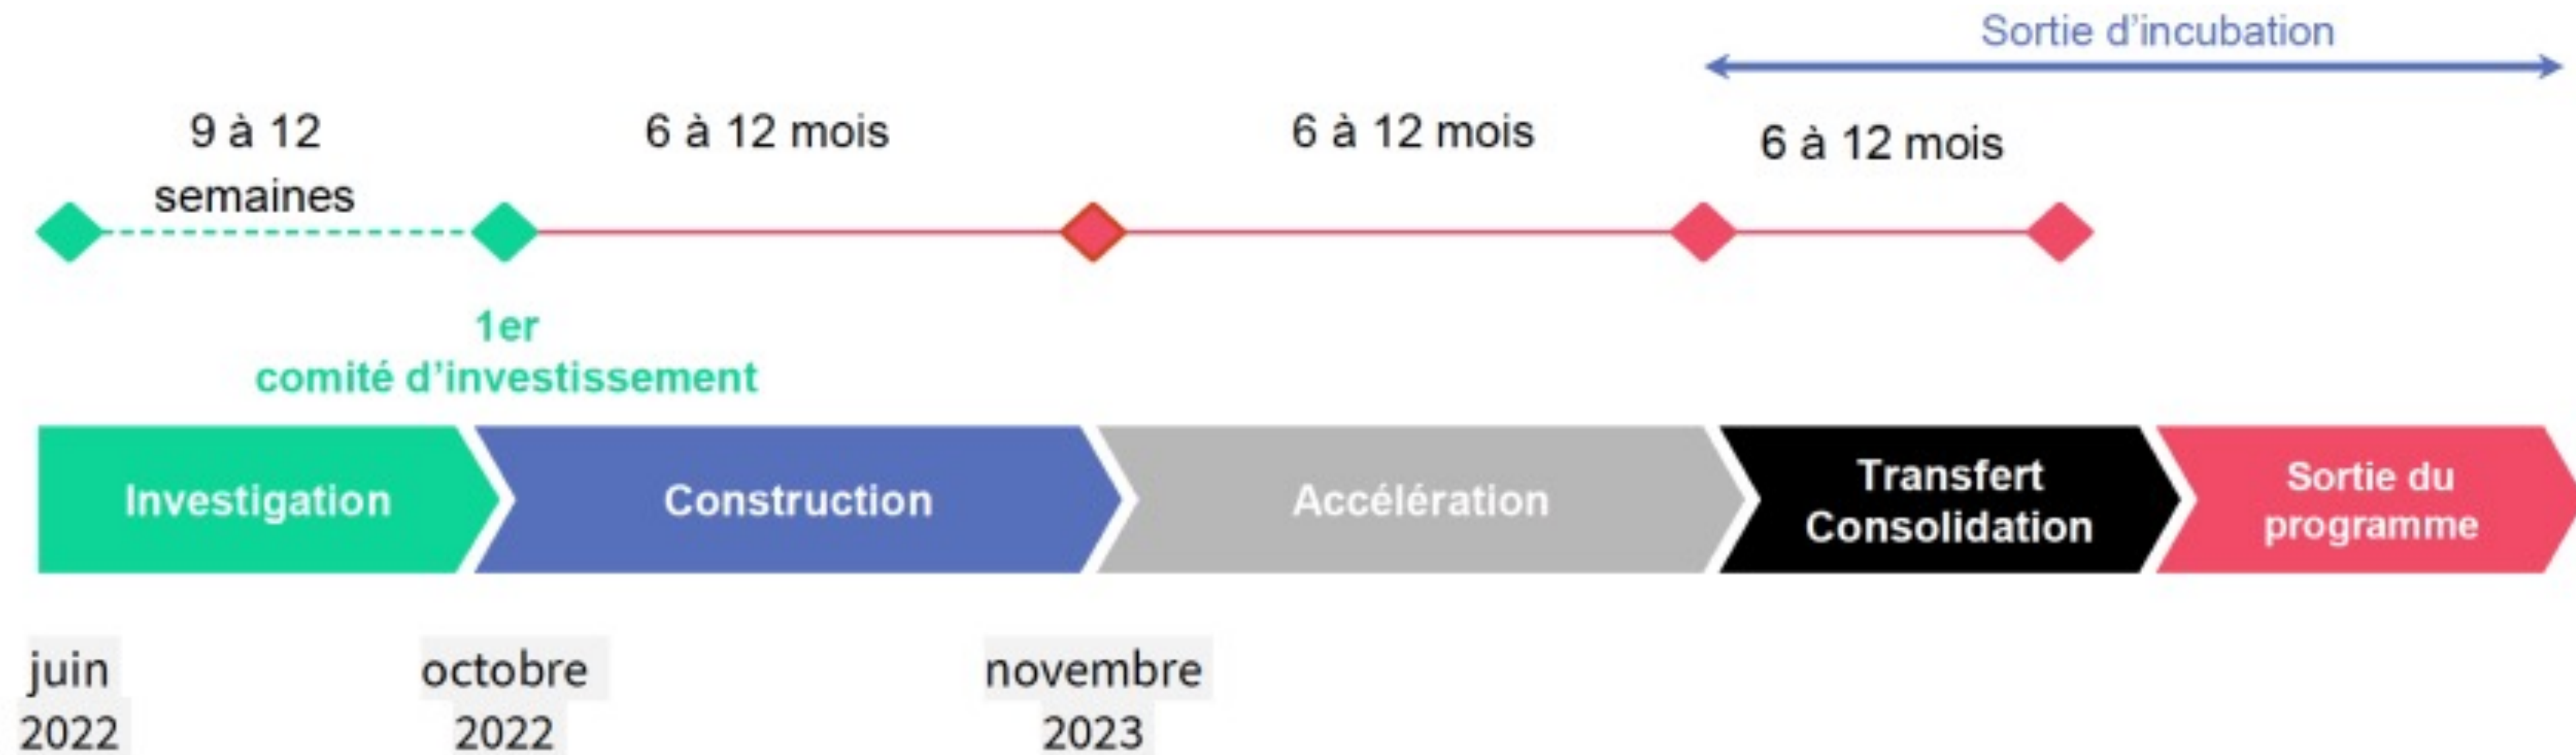 Sortie d'incubation
9 à 12
semaines
6 à 12 mois
6 à 12 mois
6 à 12 mois
1er
comité d'investissement
Investigation
Construction
Accélération
Transfert
Consolidation
Sortie du
programme
juin
2022
octobre
2022
novembre
2023